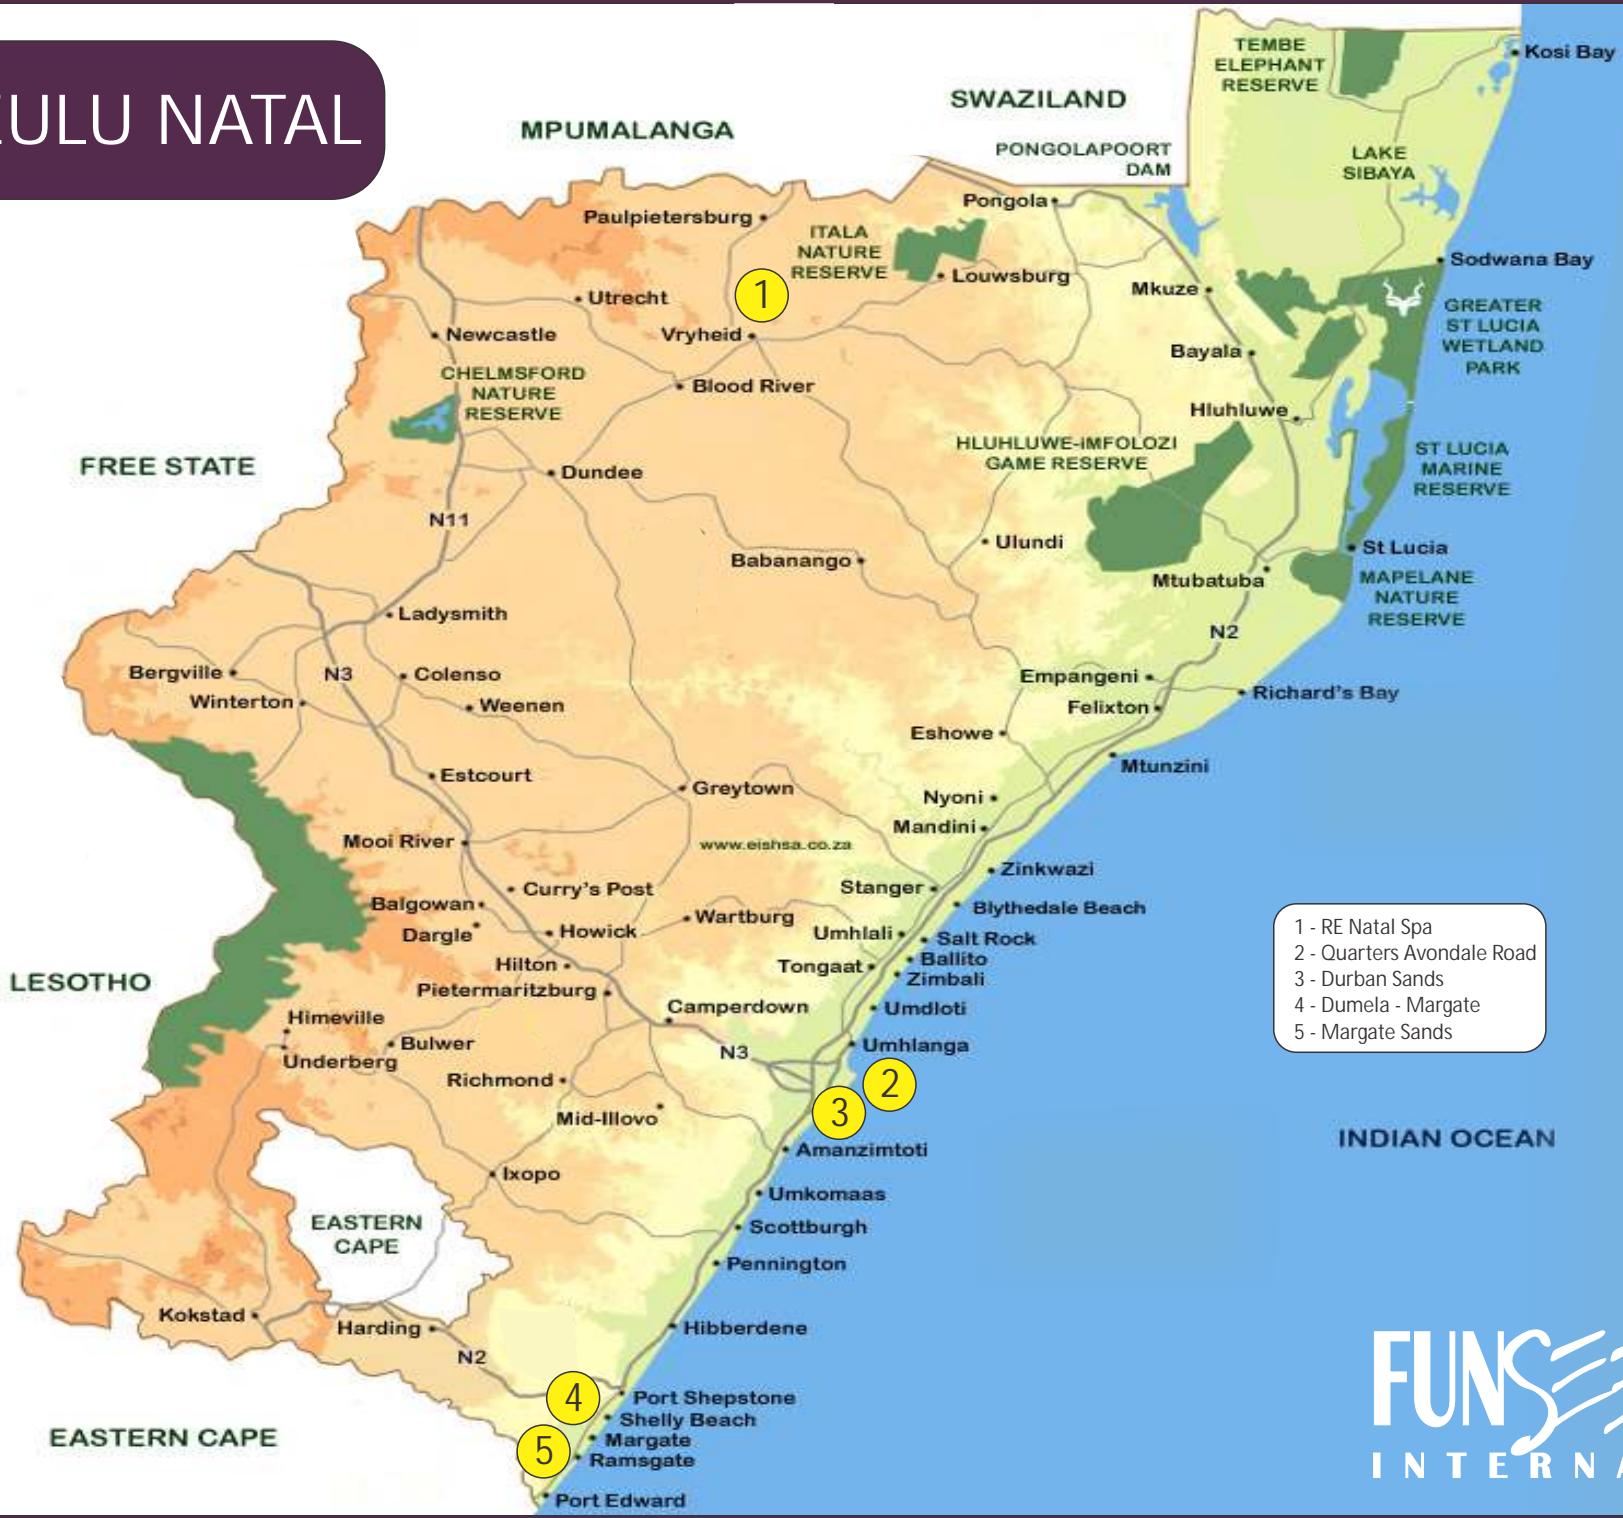 ZULU NATAL
MPUMALANGA
SWAZILAND
PONGOLAPOORT
DAM
TEMBE
ELEPHANT
RESERVE
Kosi Bay
LAKE
SIBAYA
Paulpietersburg
ITALA
NATURE
RESERVE
Pongola
Louwsburg
Sodwana Bay
Mkuze
GREATER
ST LUCIA
WETLAND
PARK
1
Utrecht
Newcastle
Vryheid
Bayala
CHELMSFORD
NATURE
RESERVE
Blood River
Hluhluwe
HLUHLUWE-IMFOLOZI
GAME RESERVE
ST LUCIA
MARINE
RESERVE
FREE STATE
Dundee
N11
Ulundi
Babanango
St Lucia
Mtubatuba
MAPELANE
NATURE
RESERVE
Ladysmith
N2
Bergville
N3
Colenso
Empangeni
Winterton
Weenen
Felixton
Richard's Bay
Eshowe
Mtunzini
Estcourt
Greytown
Nyoni
Mandini
Mooi River
www.eishsa.co.za
Zinkwazi
Curry's Post
Stanger
Balgowan
Blythedale Beach
Wartburg
Dargle
Howick
Umhlali
Salt Rock
Hilton
Tongaat
Ballito
Zimbali
LESOTHO
Pietermaritzburg
Camperdown
Umdloti
Himeville
Bulwer
Underberg
N3
Umhlanga
Richmond
2
3
Mid-Illovo
Amanzimtoti
1 - RE Natal Spa
2 - Quarters Avondale Road
3 - Durban Sands
4 - Dumela - Margate
5 - Margate Sands
INDIAN OCEAN
Ixopo
Umkomaas
EASTERN
CAPE
Scottburgh
Pennington
Kokstad
Harding
Hibberdene
N2
4
Port Shepstone
Shelly Beach
EASTERN CAPE
Margate
5
Ramsgate
Port Edward
FUNSE
INTERNA